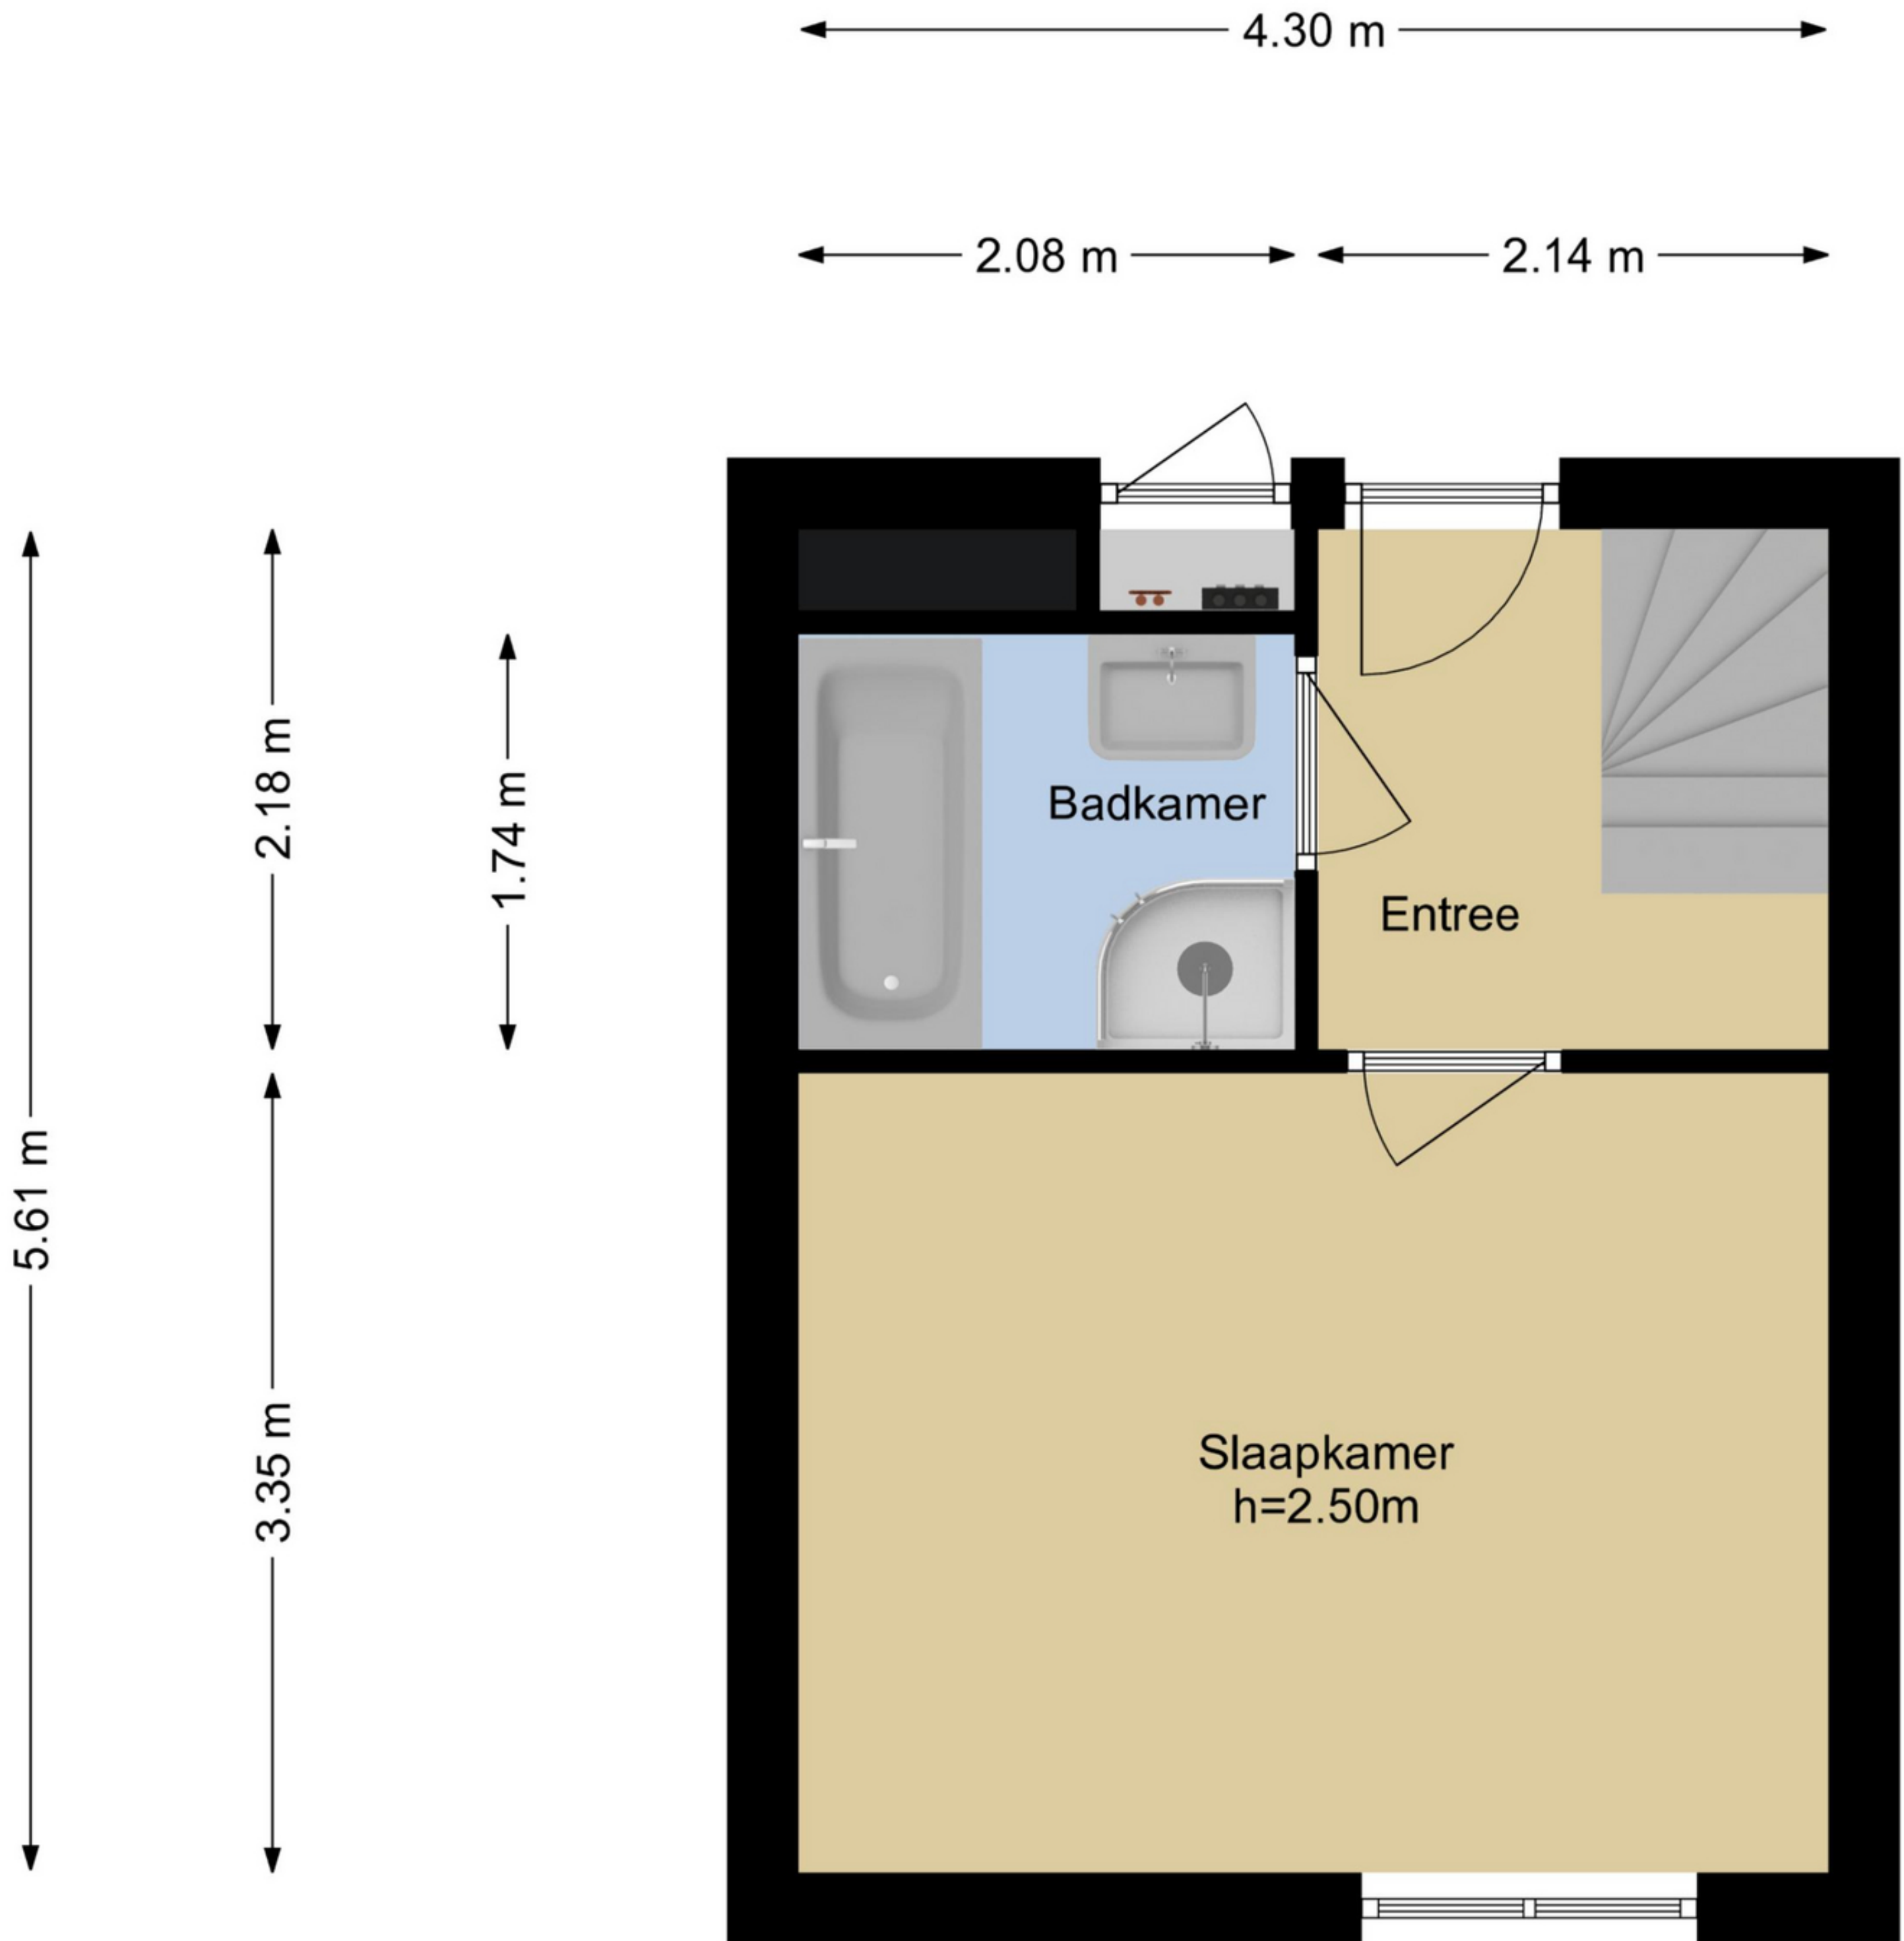 4.30 m
2.08 m
2.14 m
5.61 m
2.18 m
1.74 m
3.35 m
Badkamer
Entree
Slaapkamer
h=2.50m